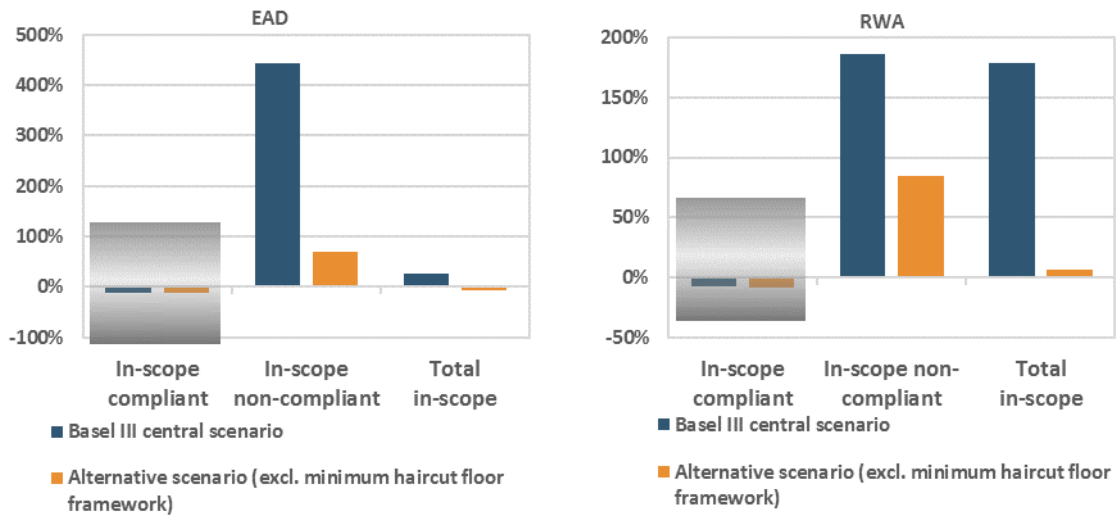 EAD
500%
400%
300%
200%
100%
0%
-100%
In-scope
compliant
In-scope
non-compliant
Total
in-scope
Basel III central scenario
Alternative scenario (excl. minimum haircut floor
framework)
RWA
200%
150%
100%
50%
0%
-50%
In-scope
compliant
In-scope non-
compliant
Total
in-scope
Basel III central scenario
Alternative scenario (excl. minimum haircut floor
framework)